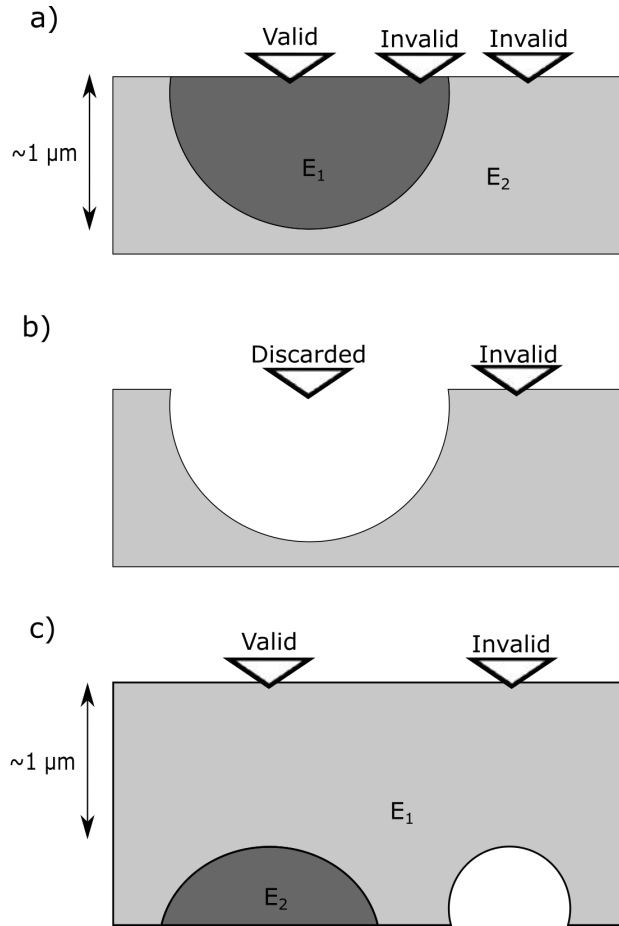 a)
Valid Invalid Invalid
~1 μm
E₁
E₂
b)
Discarded Invalid
c)
Valid Invalid
~1 μm
E₁
E₂